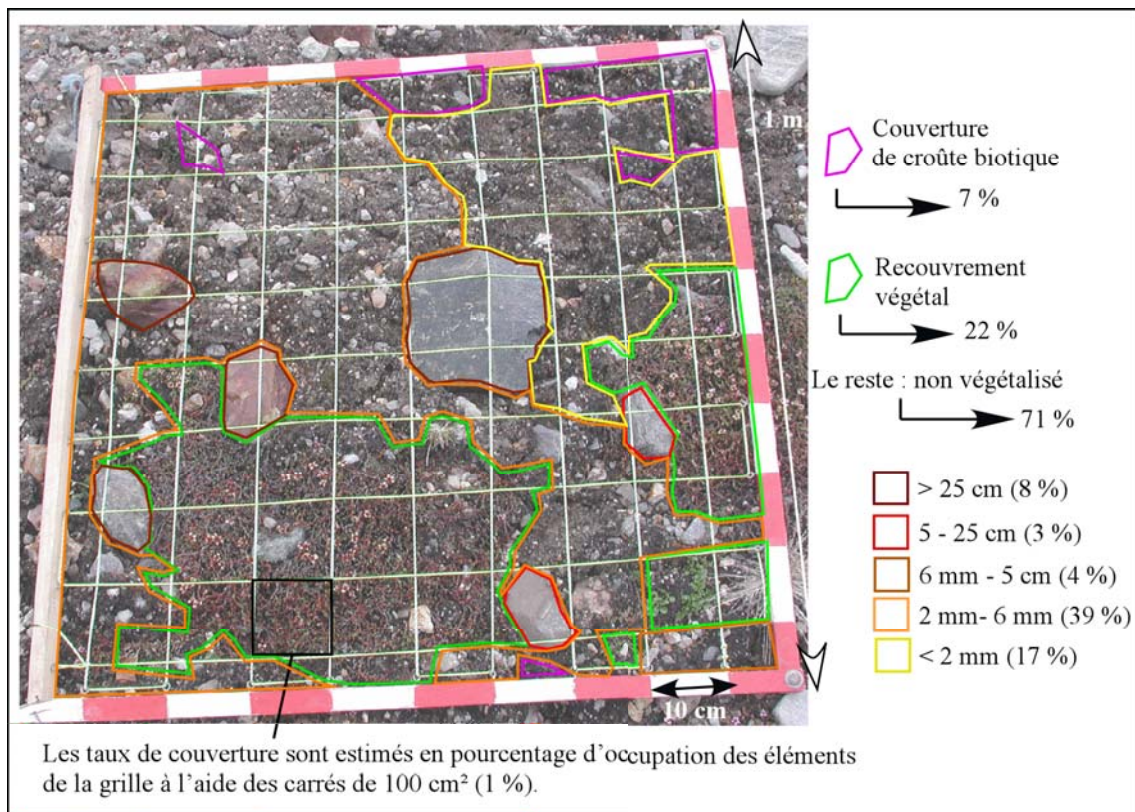 1 m
Couverture
de croûte biotique
7 %
Recouvrement
végétal
22 %
Le reste : non végétalisé
71 %
> 25 cm (8 %)
5 - 25 cm (3 %)
6 mm - 5 cm (4 %)
2 mm- 6 mm (39 %)
< 2 mm (17 %)
10 cm
Les taux de couverture sont estimés en pourcentage d’occupation des éléments
de la grille à l’aide des carrés de 100 cm² (1 %).